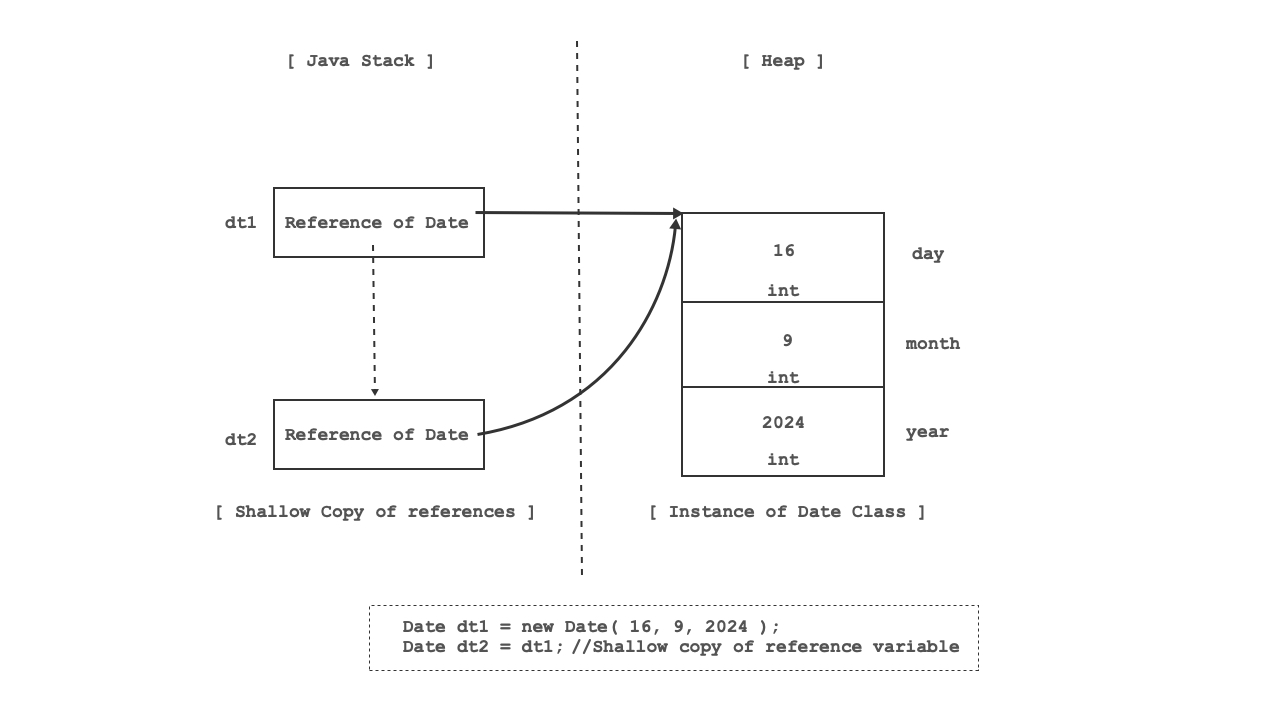 [ Java Stack ]
[ Heap ]
dt1
Reference of Date
16
int
day
9
int
month
dt2
Reference of Date
2024
int
year
[ Shallow Copy of references ]
[ Instance of Date Class ]
Date dt1 = new Date( 16, 9, 2024 );
Date dt2 = dt1; //Shallow copy of reference variable